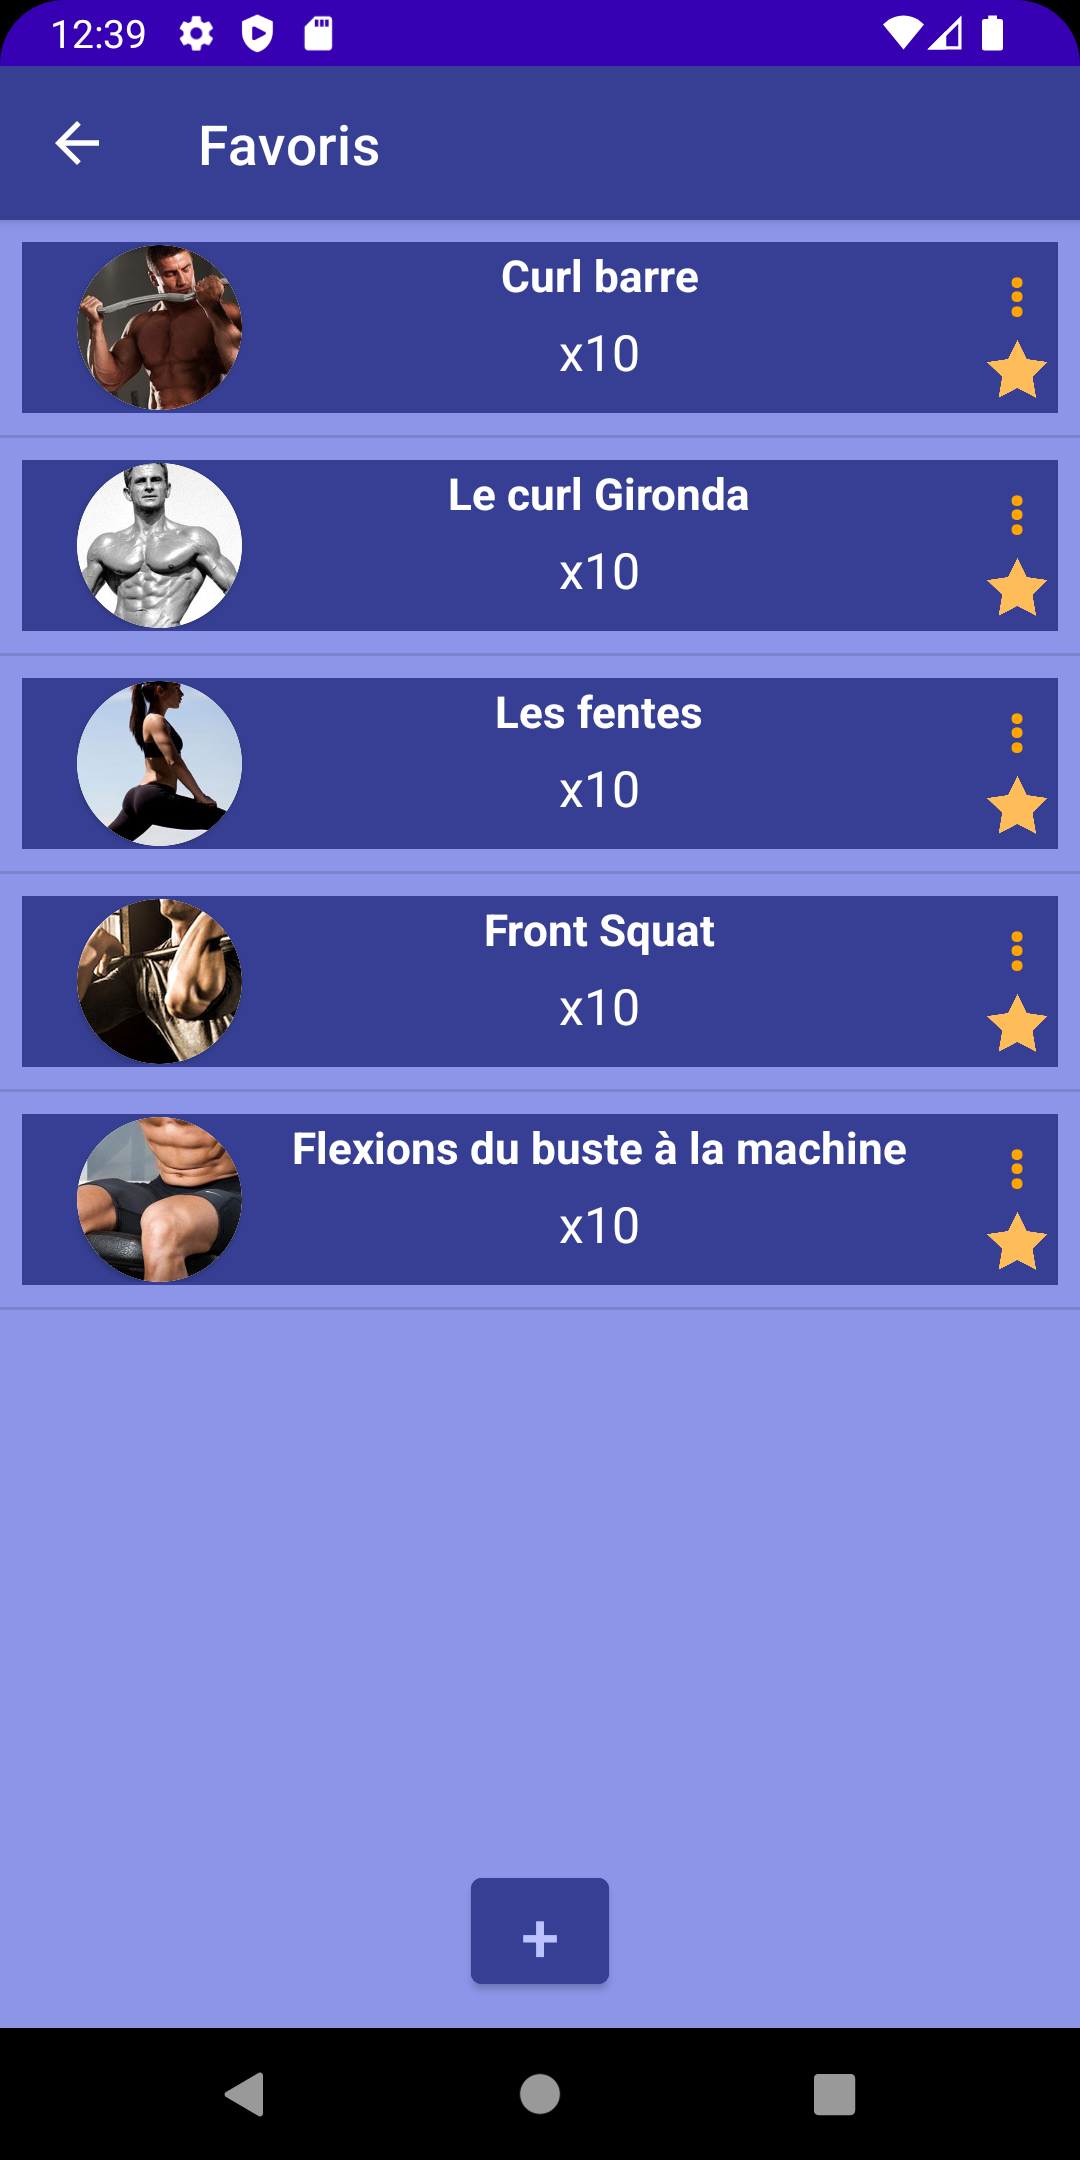 12:39
Favoris
Curl barre
x10
Le curl Gironda
x10
Les fentes
x10
Front Squat
x10
Flexions du buste à la machine
x10
+